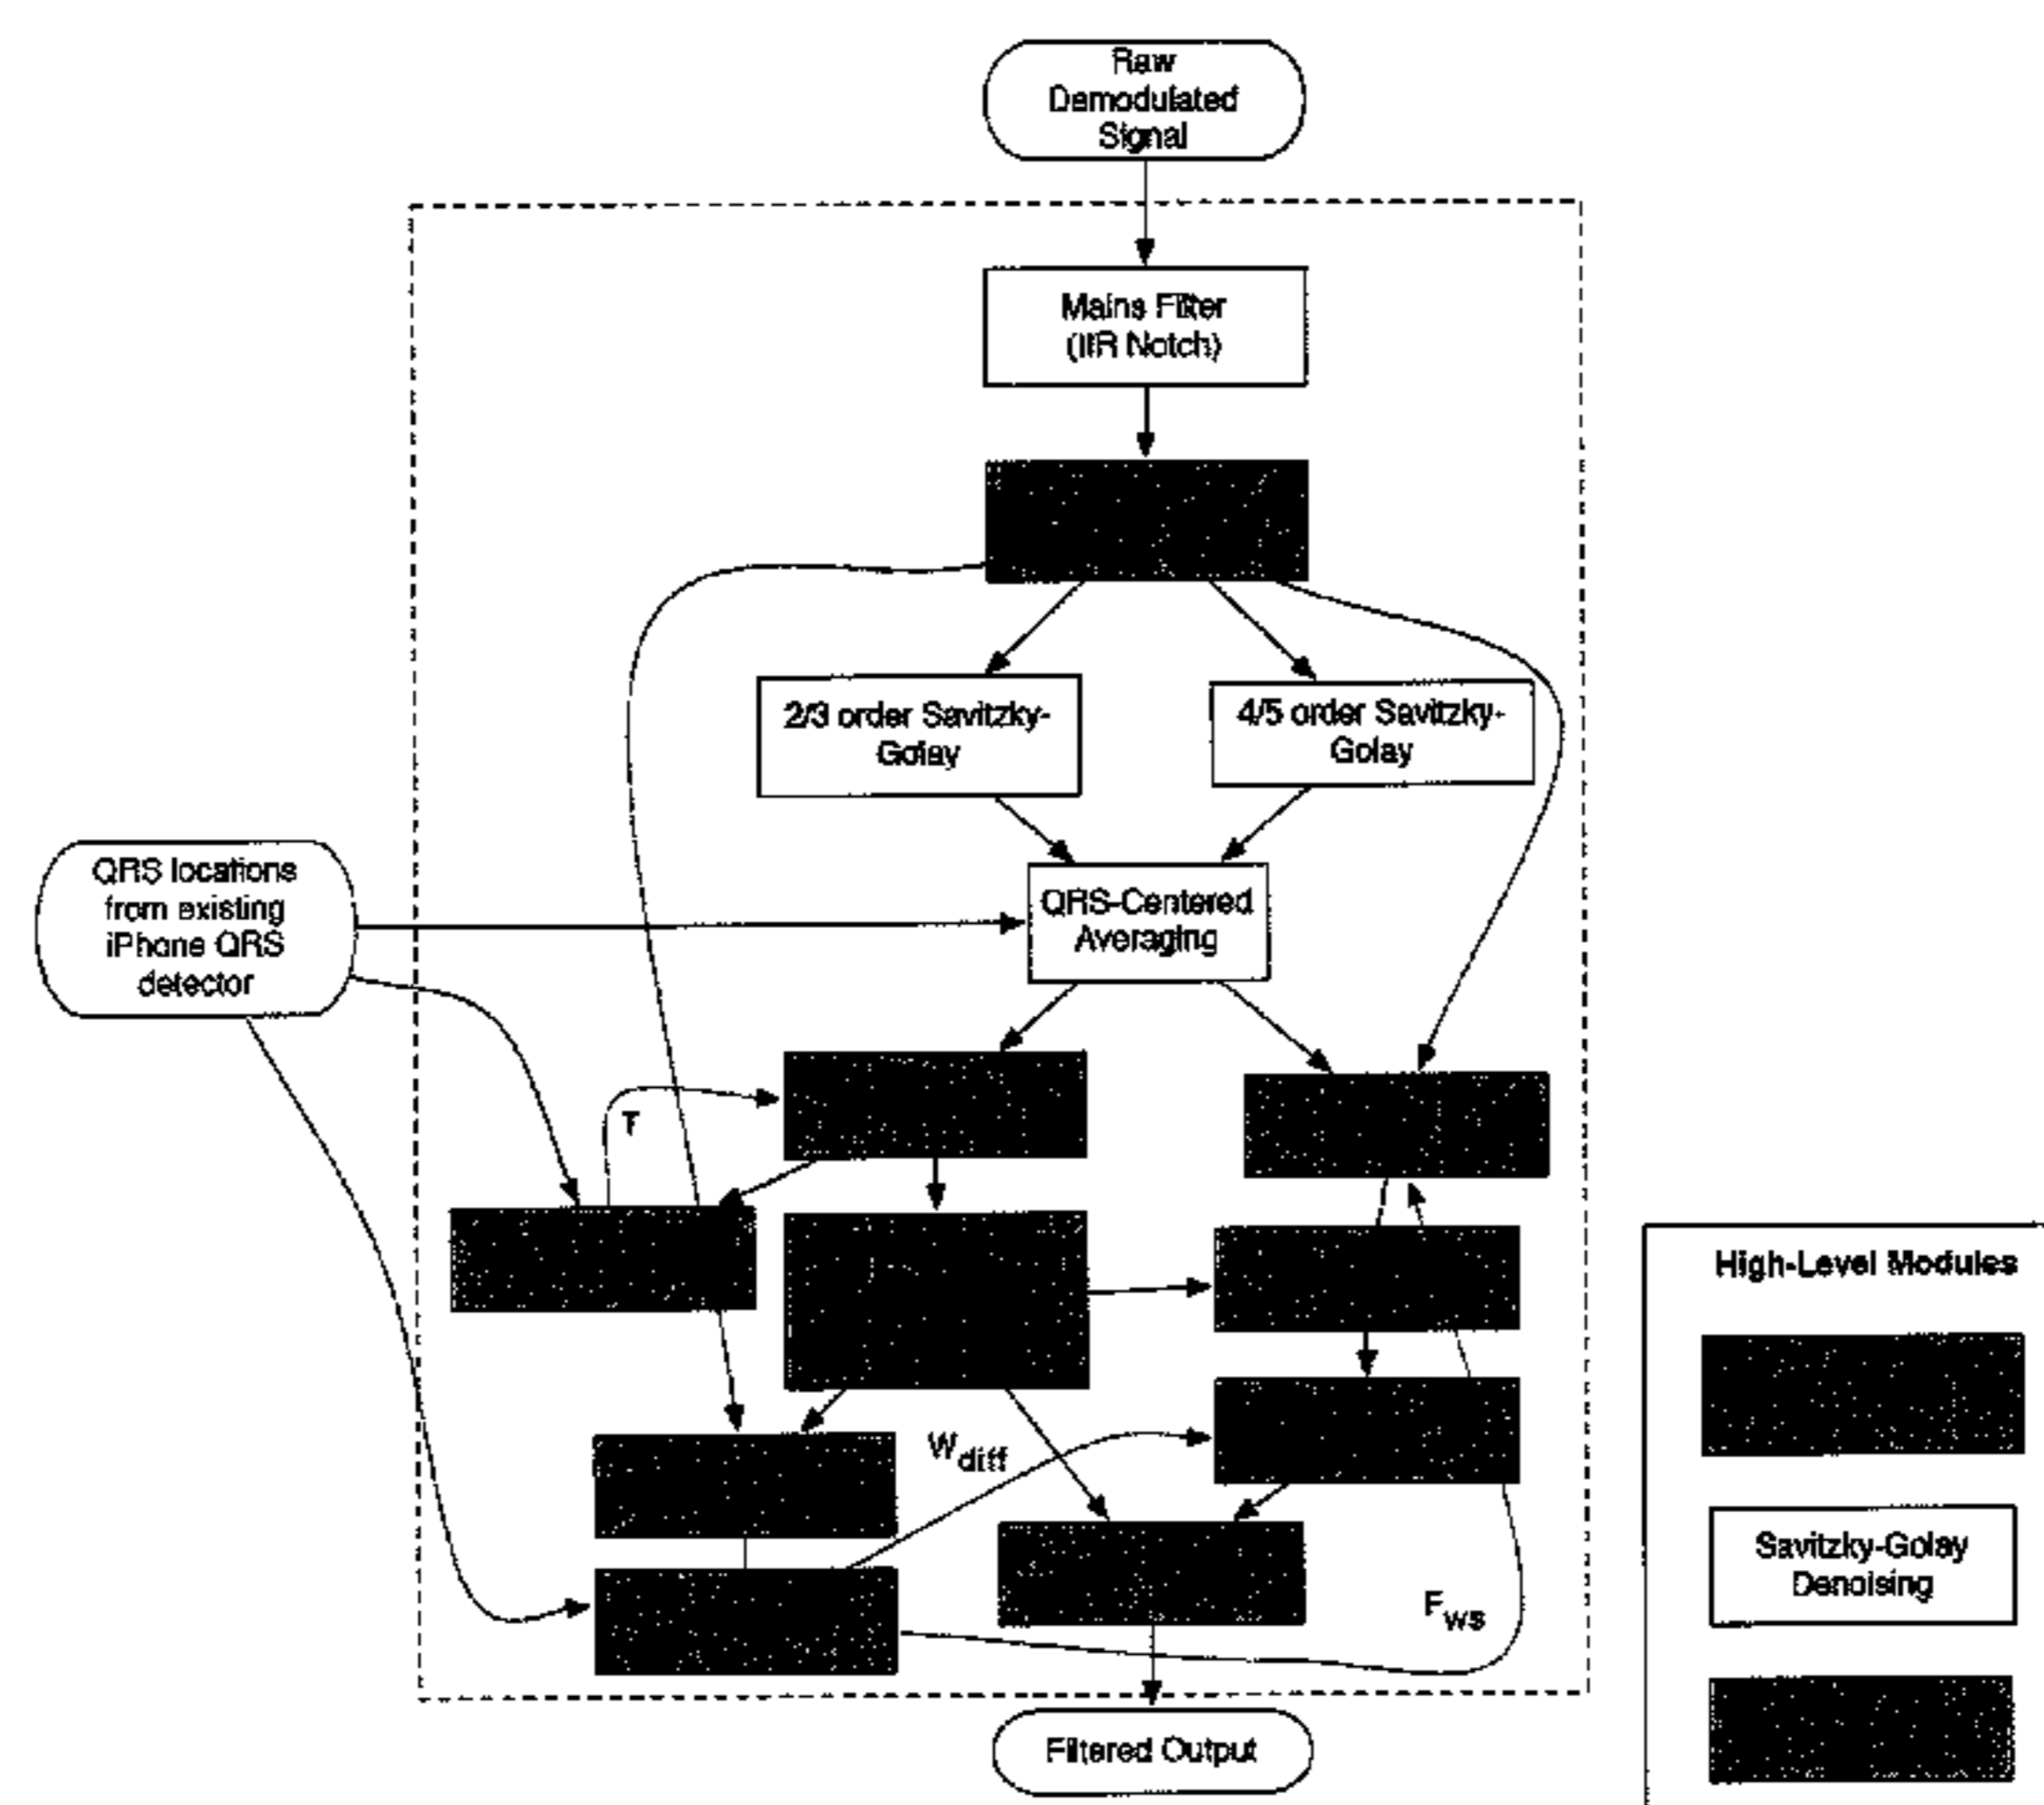 Raw
Demodulated
Signal
Mains Filter
(IIR Notch)
2/3 order Savitzky-
Golay
4/5 order Savitzky-
Golay
QRS locations
from existing
iPhone QRS
detector
QRS-Centered
Averaging
T
W diff
F ws
Filtered Output
High-Level Modules
Savitzky-Golay
Denoising